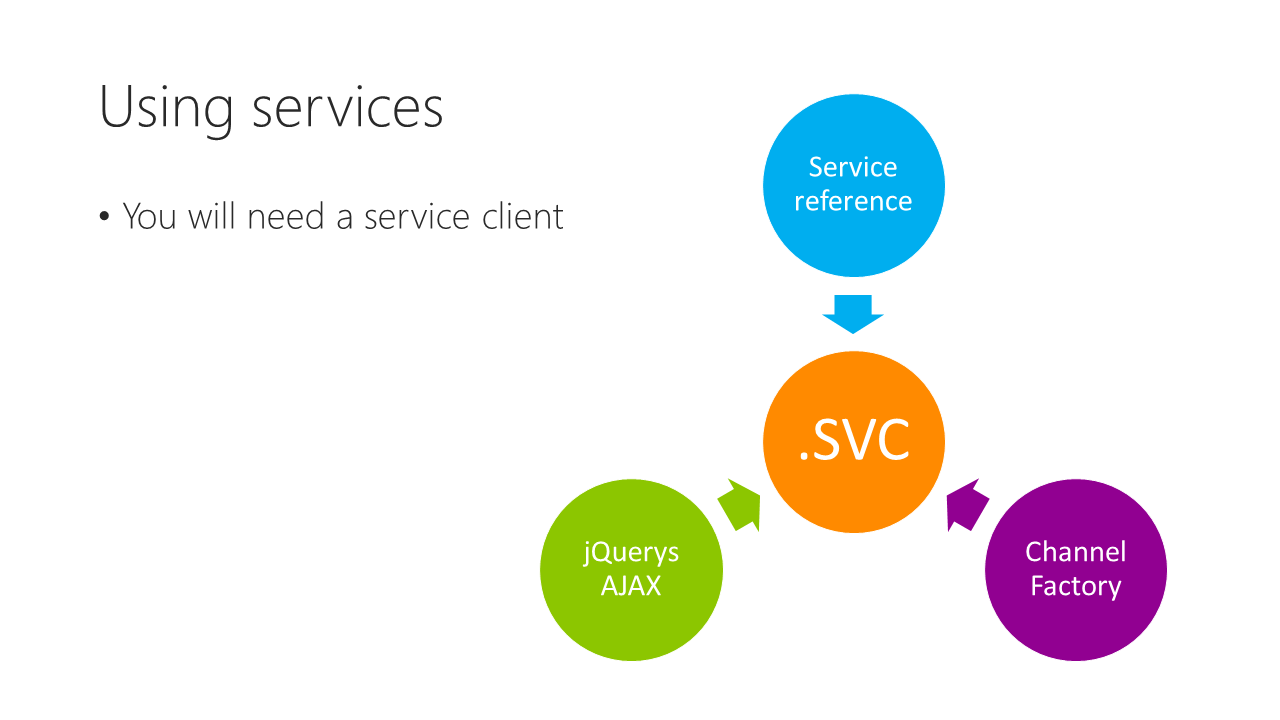 Using services
• You will need a service client
Service
reference
.SVC
jQuerys
AJAX
Channel
Factory